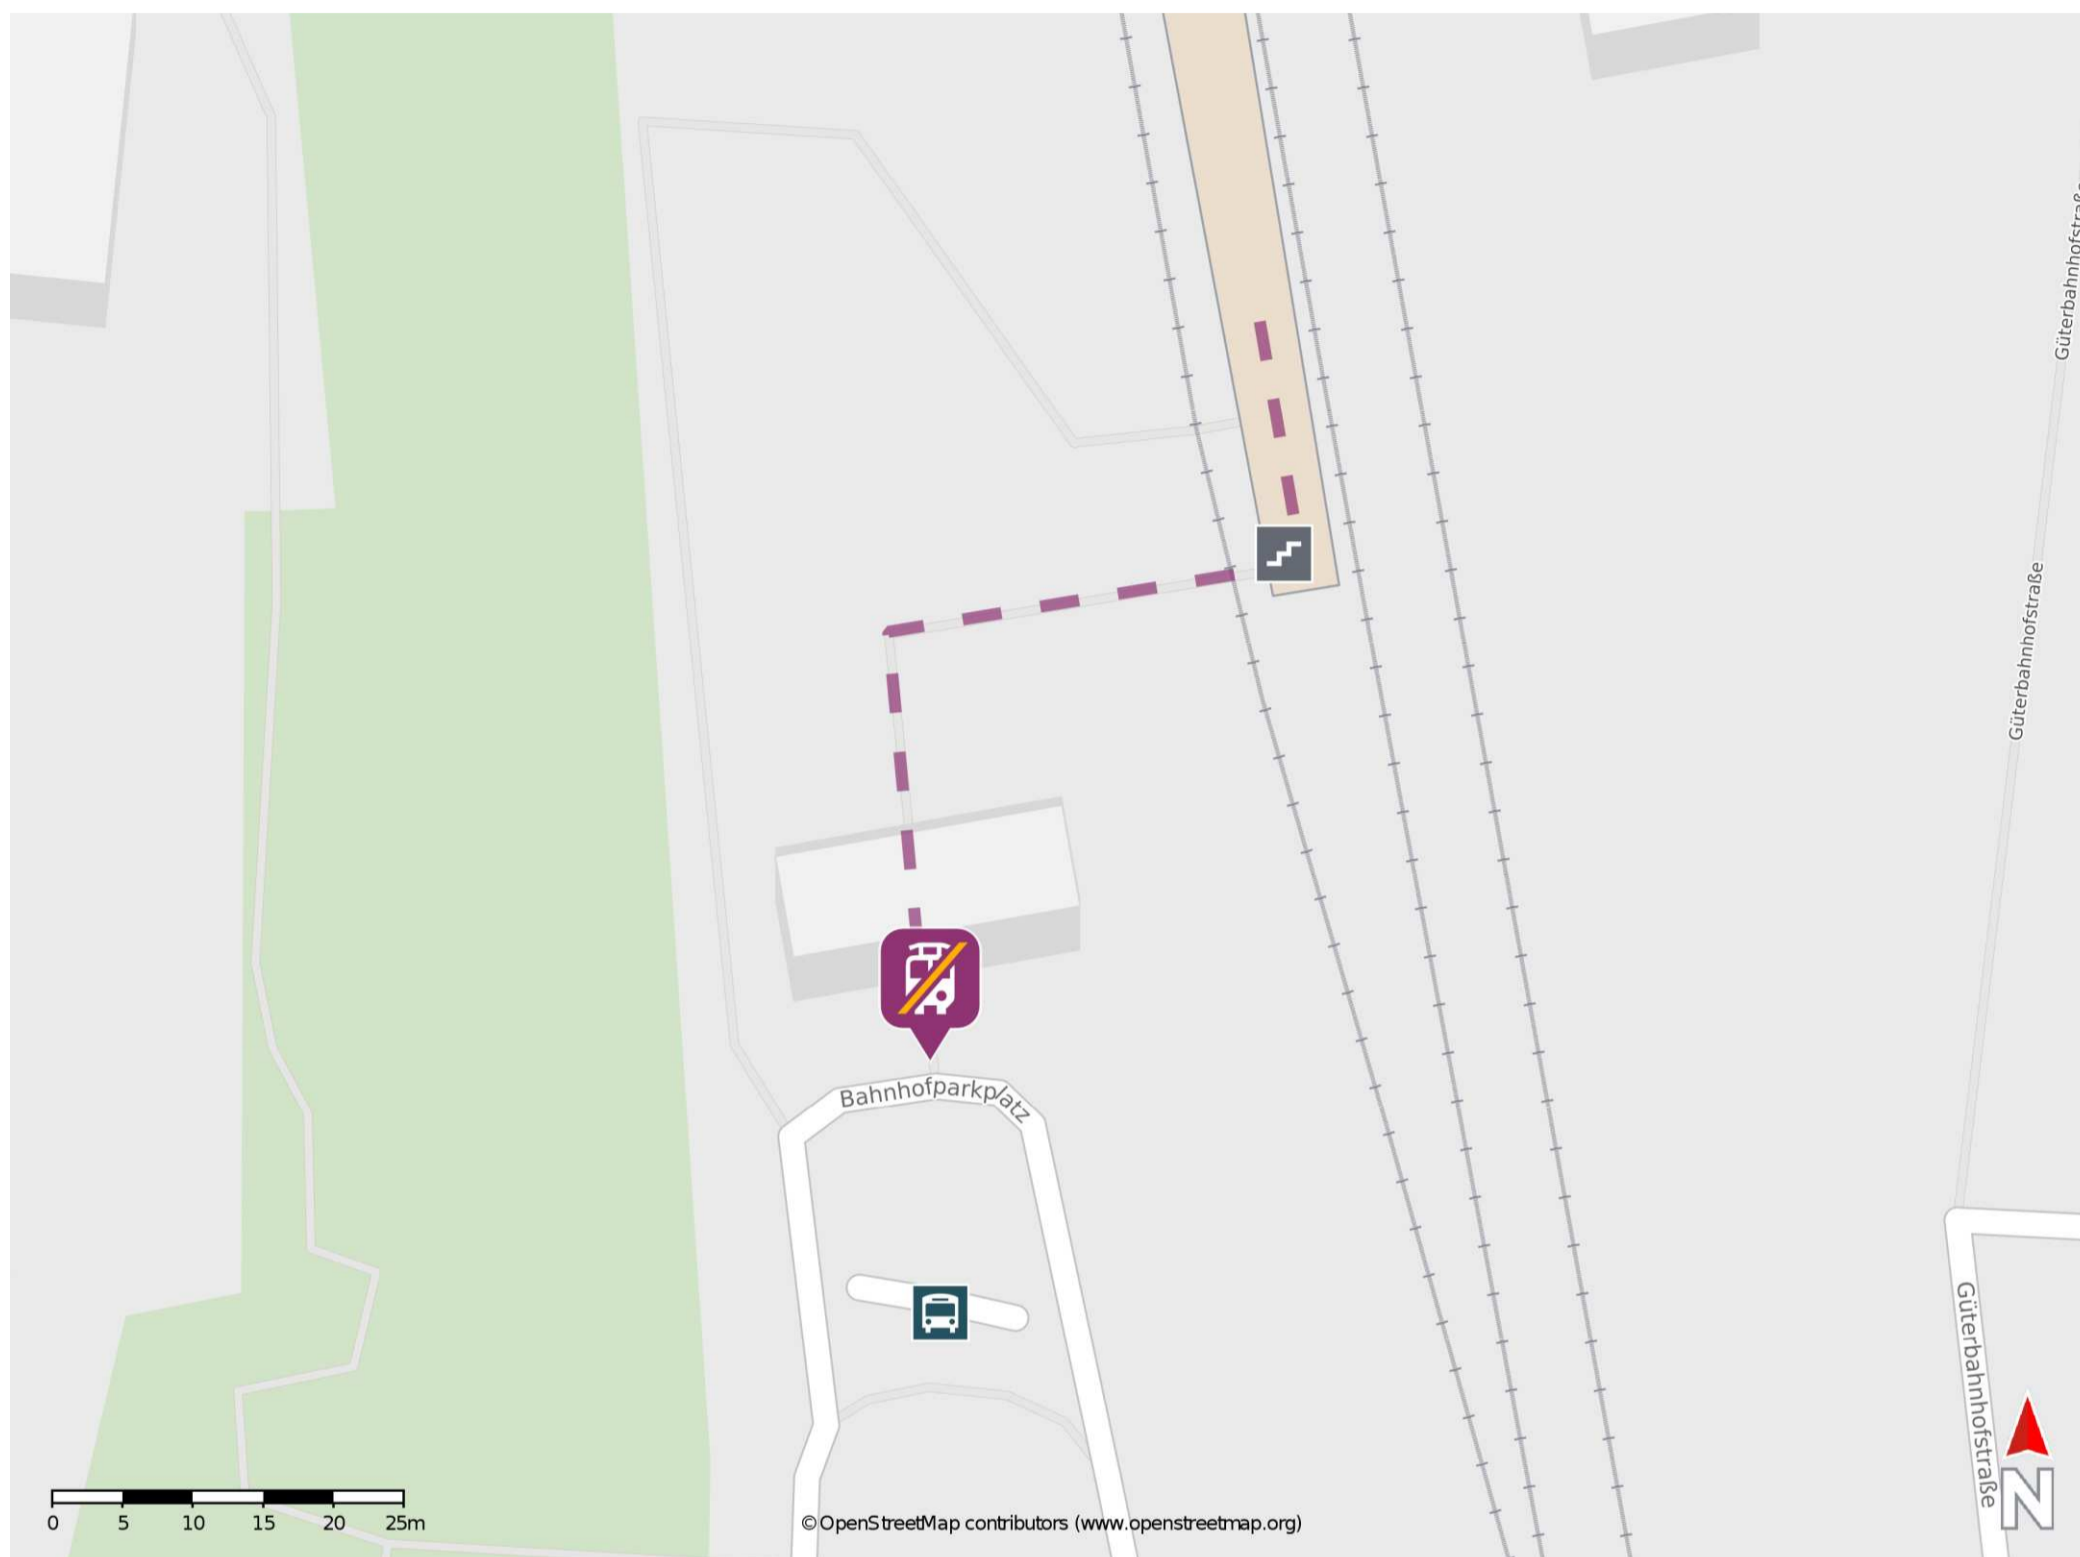 Güterbahnhofstraße
Güterbahnhofstraße
Bahnhofparkplatz
Güterbahnhofstraße
N
0 5 10 15 20 25m
©OpenStreetMap contributors (www.openstreetmap.org)